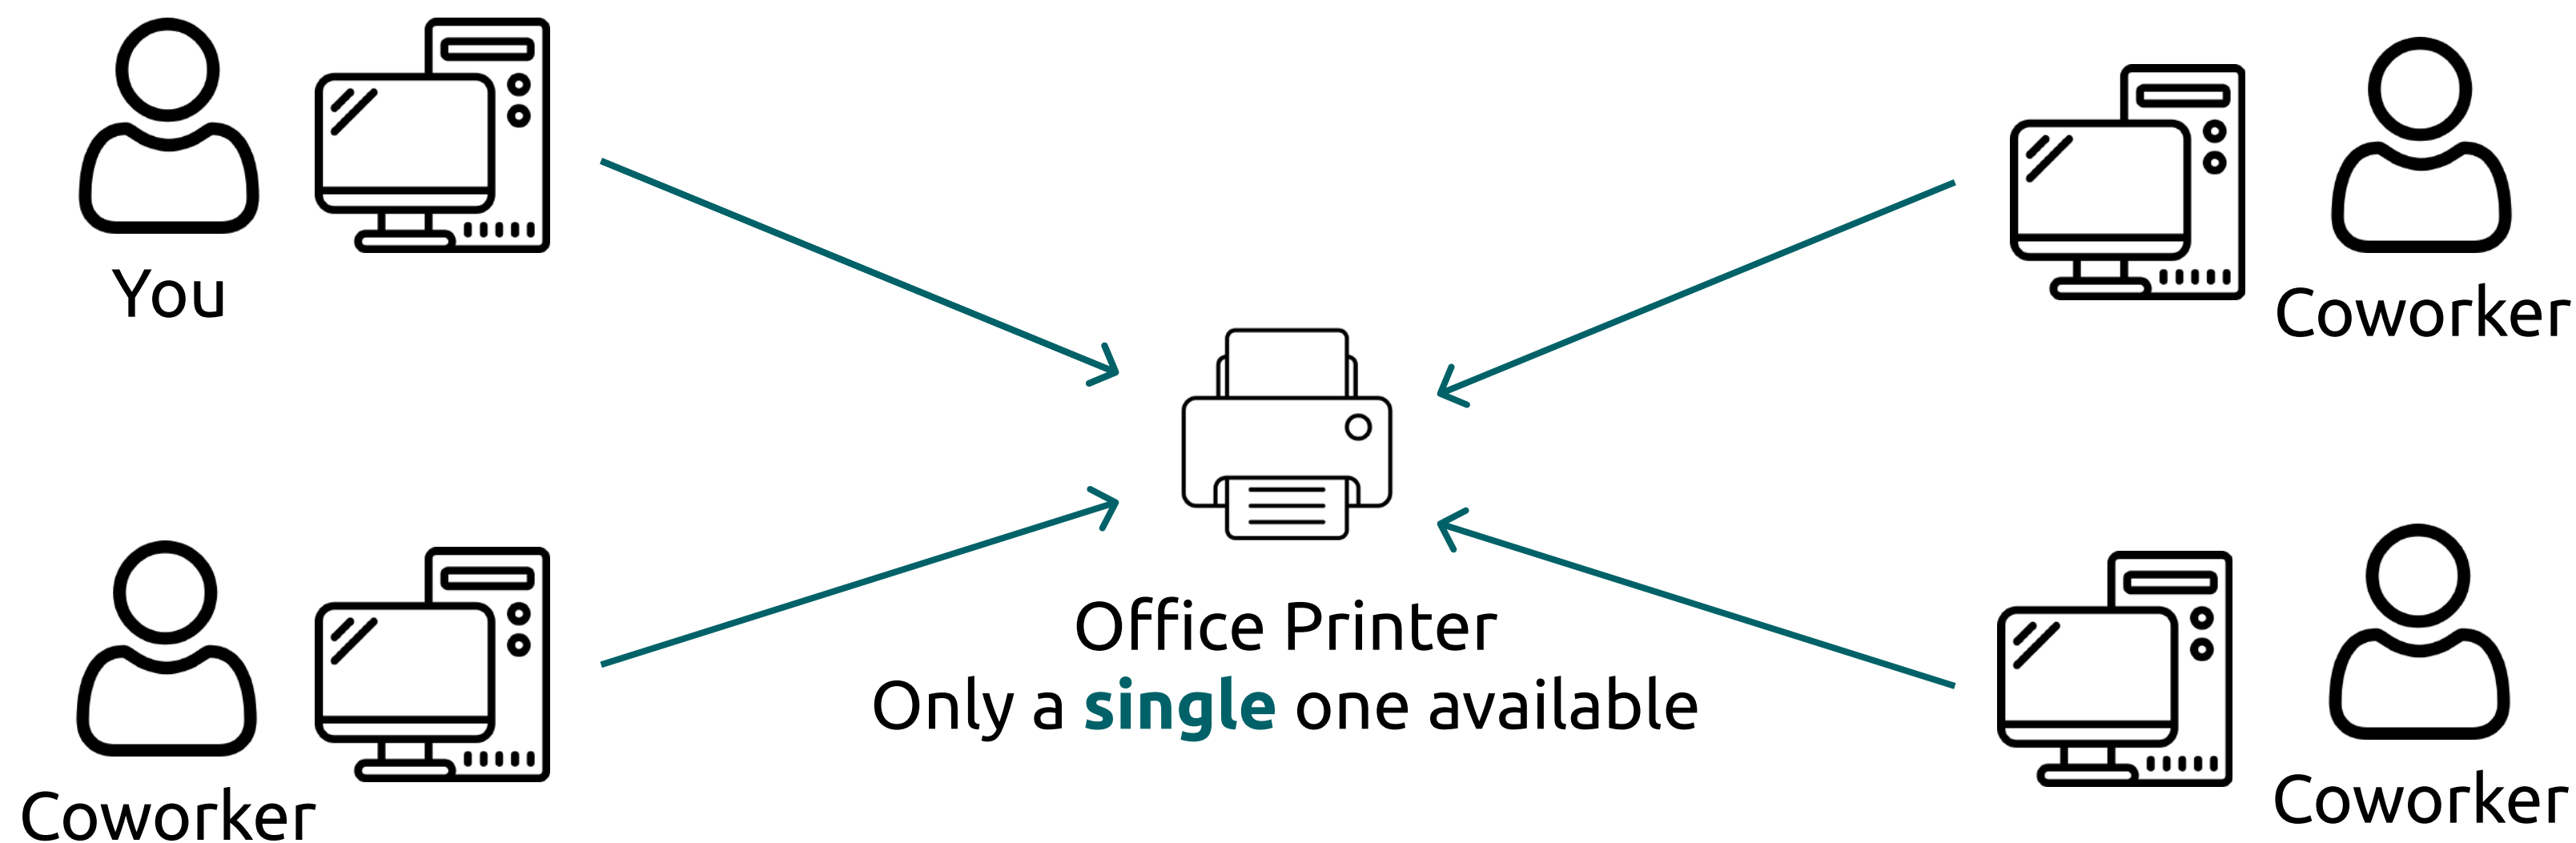 You
Coworker
Office Printer
Only a single one available
Coworker
Coworker